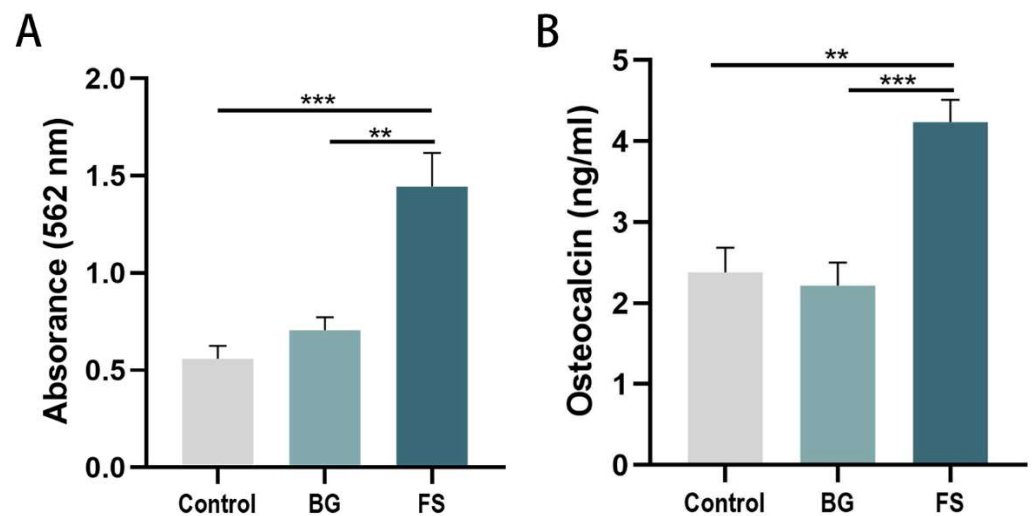 A
Absorance (562 nm)
2.0
1.5
1.0
0.5
0.0
***
**
Control BG FS
B
Osteocalcin (ng/ml)
5
4
3
2
1
0
**
***
Control BG FS